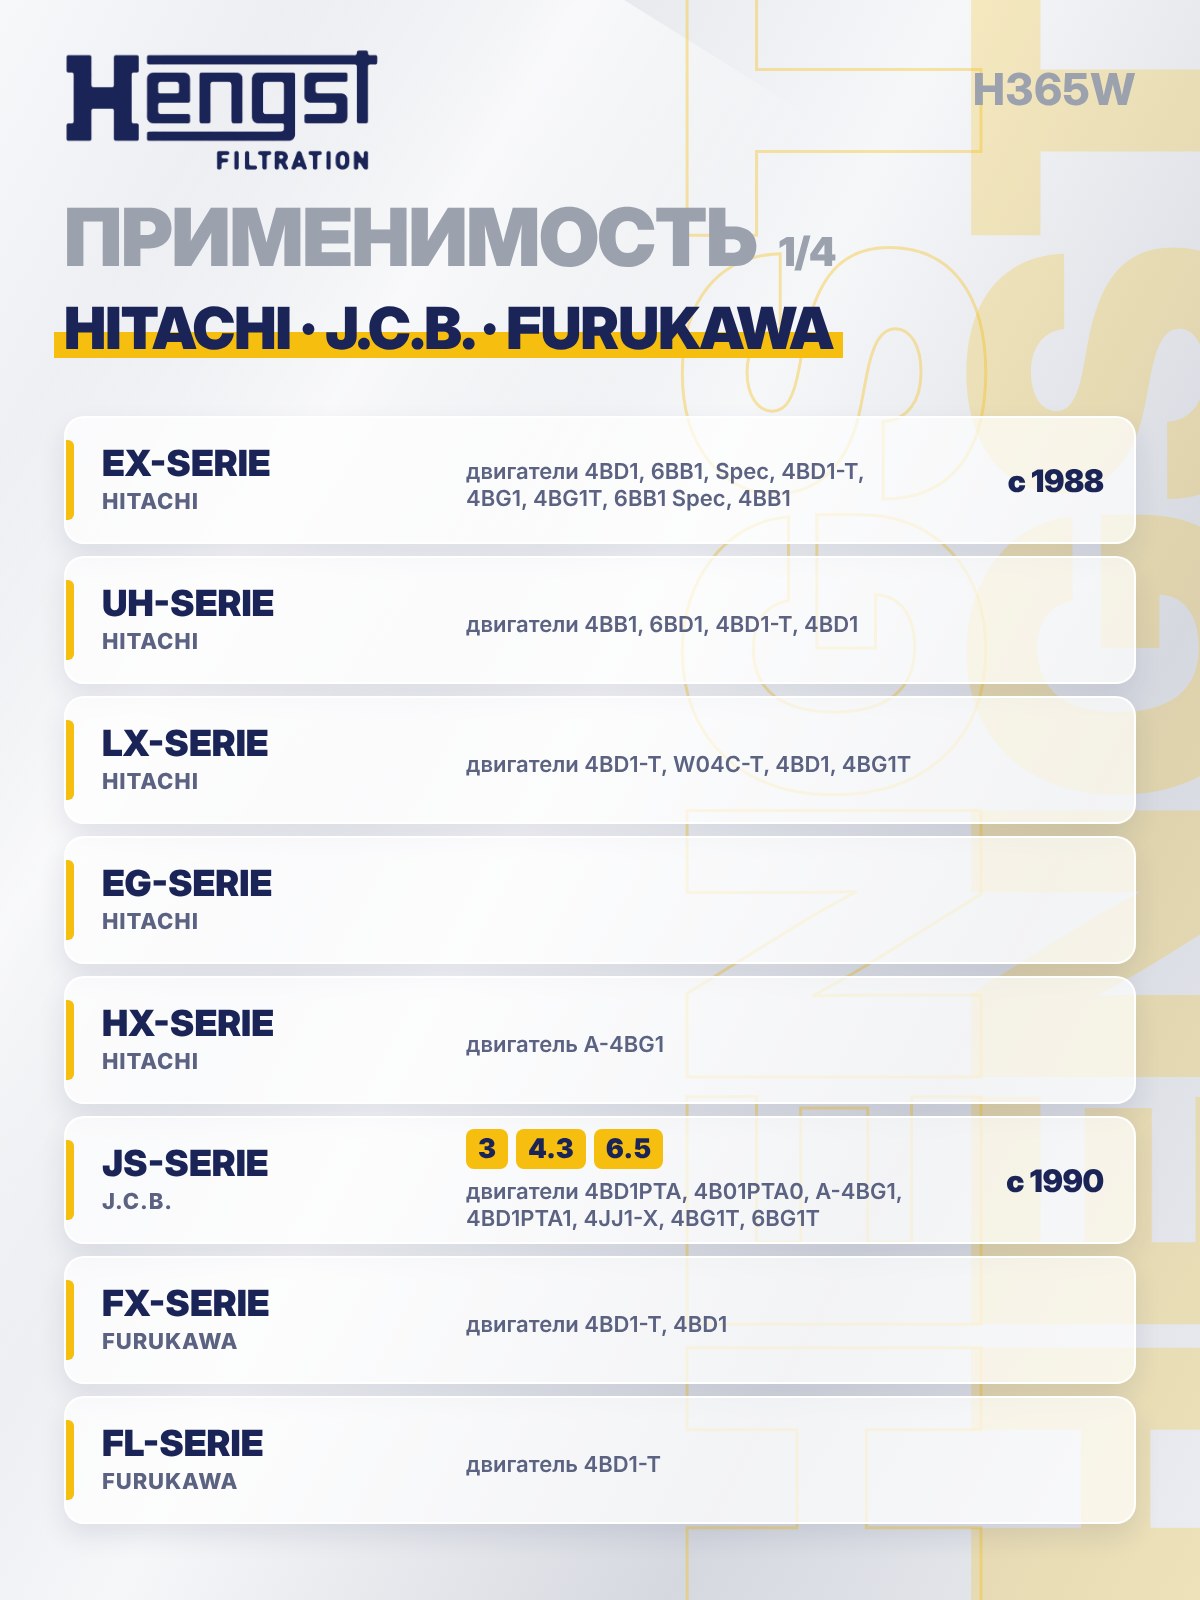 Hengst
FILTRATION
H365W
ПРИМЕНИМОСТЬ 1/4
HITACHI · J.C.B. · FURUKAWA
EX-SERIE
HITACHI
двигатели 4BD1, 6BB1, Spec, 4BD1-T,
4BG1, 4BG1T, 6BB1 Spec, 4BB1
с 1988
UH-SERIE
HITACHI
двигатели 4BB1, 6BD1, 4BD1-T, 4BD1
LX-SERIE
HITACHI
двигатели 4BD1-T, W04C-T, 4BD1, 4BG1T
EG-SERIE
HITACHI
HX-SERIE
HITACHI
двигатель A-4BG1
JS-SERIE
J.C.B.
3 4.3 6.5
двигатели 4BD1PTA, 4B01PTA0, A-4BG1,
4BD1PTA1, 4JJ1-X, 4BG1T, 6BG1T
с 1990
FX-SERIE
FURUKAWA
двигатели 4BD1-T, 4BD1
FL-SERIE
FURUKAWA
двигатель 4BD1-T
HENGST
HENGST